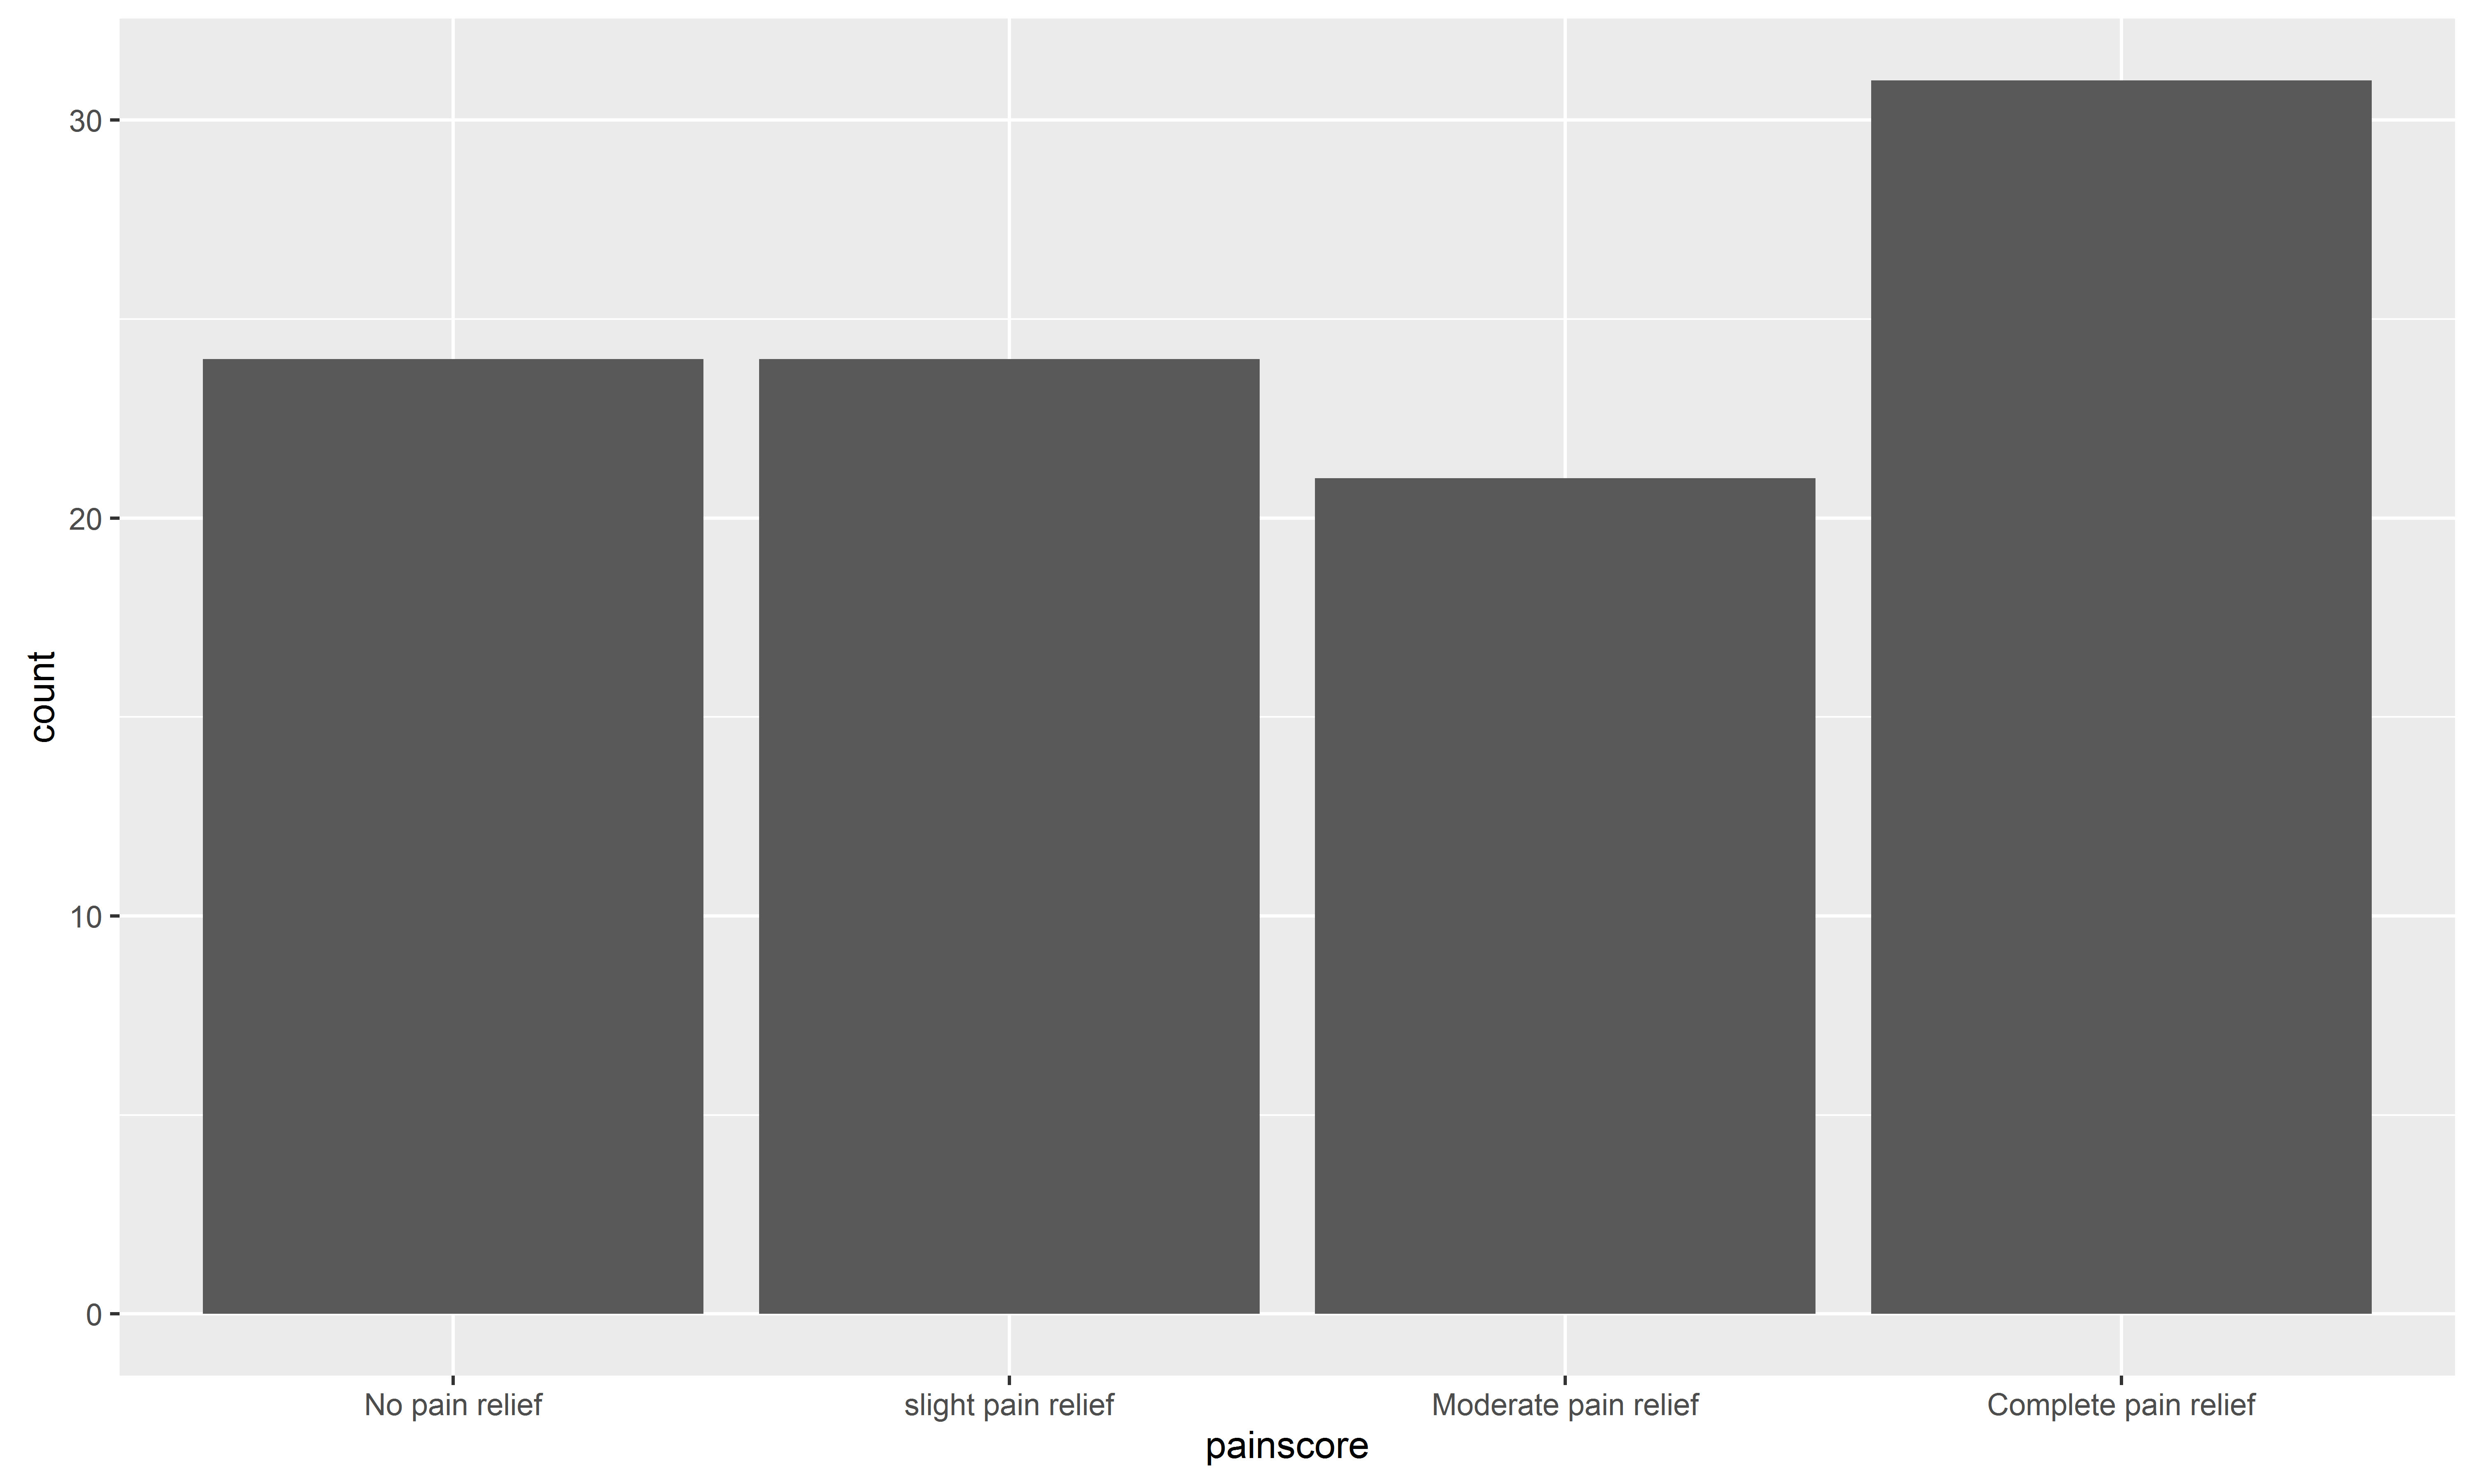 30
20
10
0
count
No pain relief
slight pain relief
Moderate pain relief
Complete pain relief
painscore